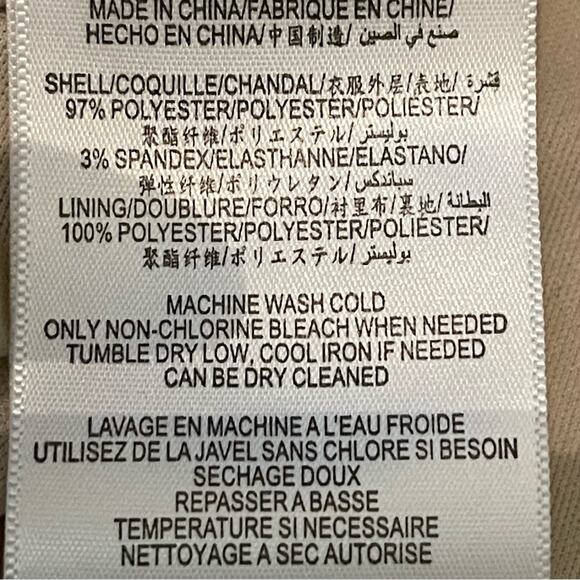 MADE IN CHINA/FABRIQUE EN CHINE/
HECHO EN CHINA/中国制造/ صنع في الصين
SHELL/COQUILLE/CHANDAL/衣服外层/表地/ قشرة
97% POLYESTER/POLYESTER/POLIESTER/
聚酯纤维/ポリエステル/ بوليستر
3% SPANDEX/ELASTHANNE/ELASTANO/
弹性纤维/ポリウレタン/ سباندكس
LINING/DOUBLURE/FORRO/衬里布/裏地/ البطانة
100% POLYESTER/POLYESTER/POLIESTER/
聚酯纤维/ポリエステル/ بوليستر
MACHINE WASH COLD
ONLY NON-CHLORINE BLEACH WHEN NEEDED
TUMBLE DRY LOW, COOL IRON IF NEEDED
CAN BE DRY CLEANED
LAVAGE EN MACHINE A L'EAU FROIDE
UTILISEZ DE LA JAVEL SANS CHLORE SI BESOIN
SECHAGE DOUX
REPASSER A BASSE
TEMPERATURE SI NECESSAIRE
NETTOYAGE A SEC AUTORISE